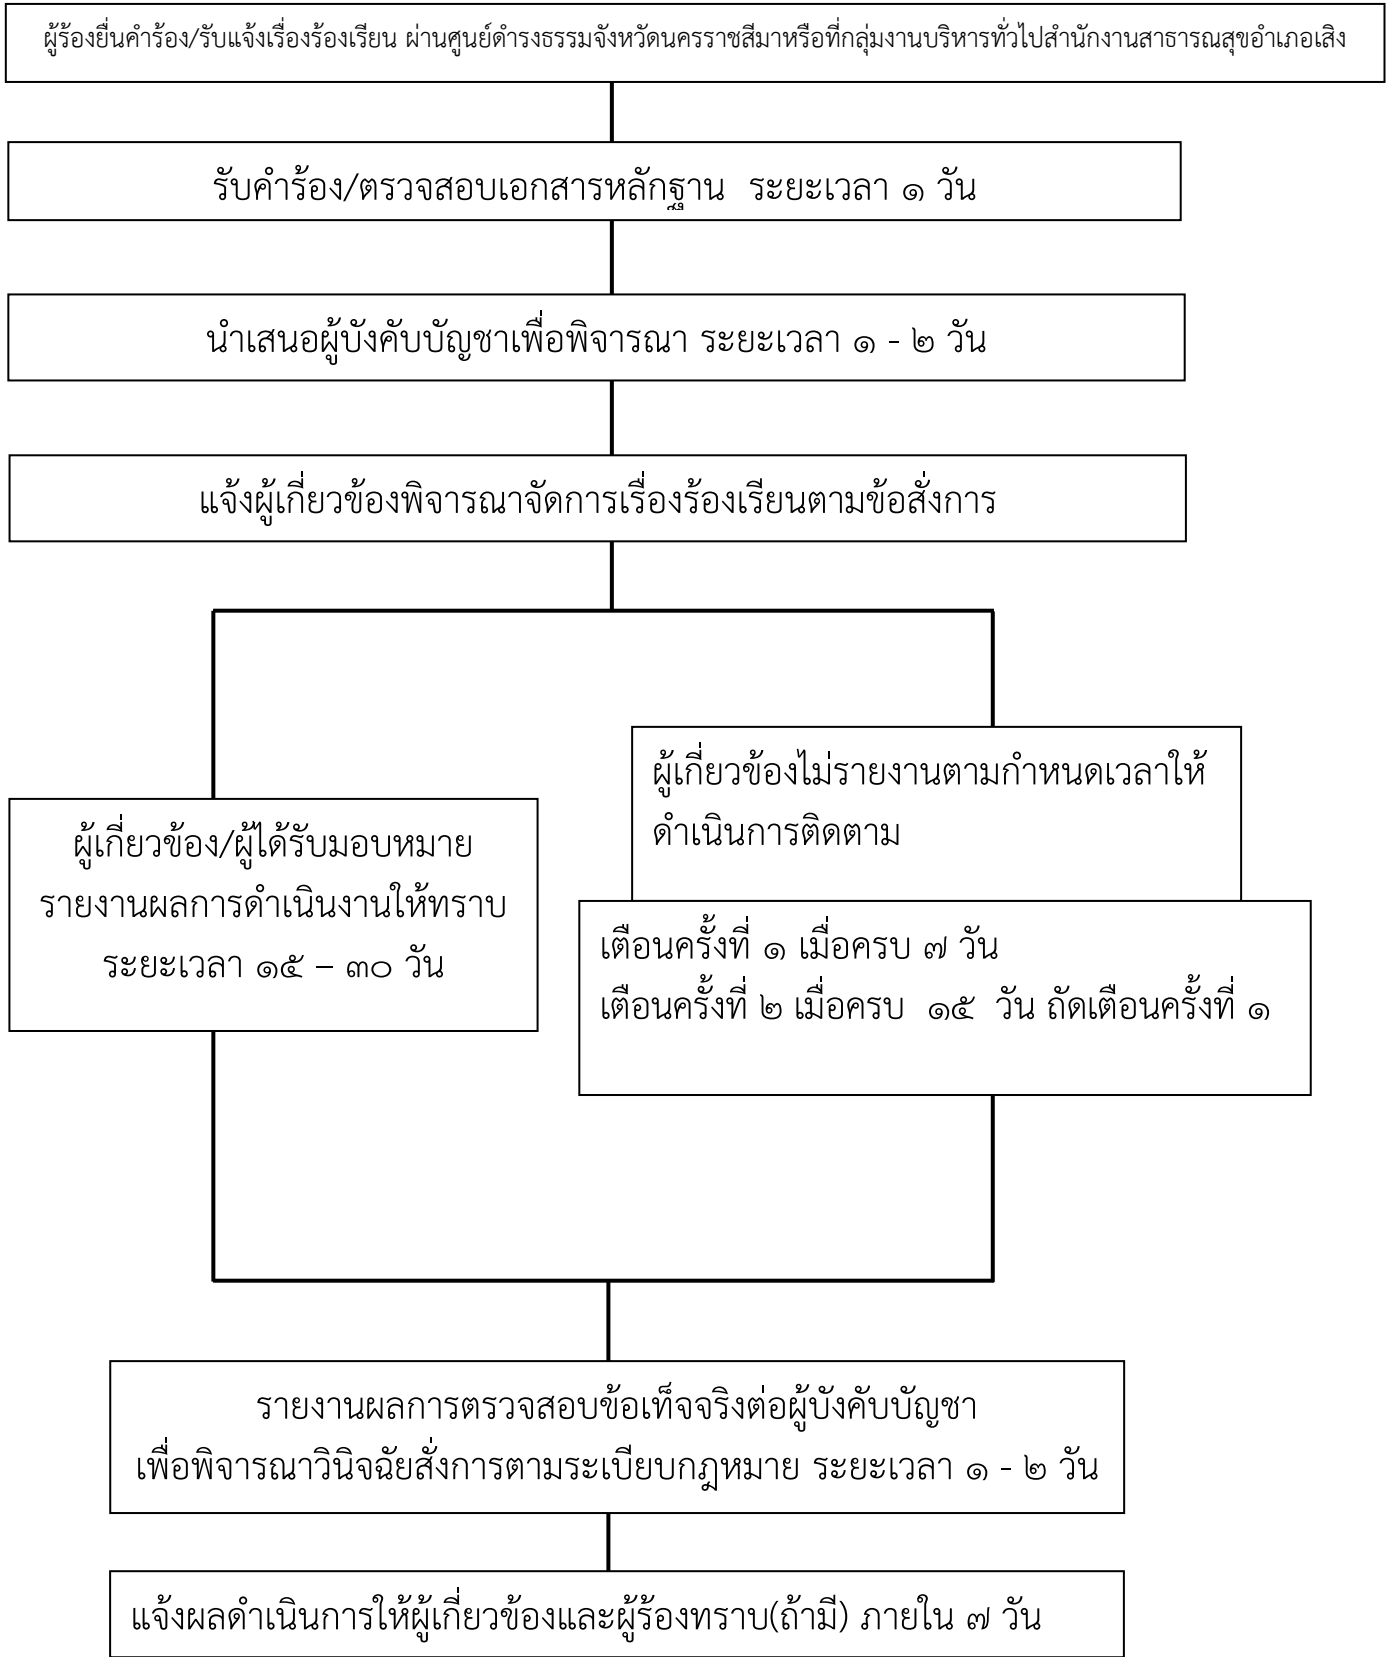 ผู้ร้องยื่นคำร้อง/รับแจ้งเรื่องร้องเรียน ผ่านศูนย์ดำรงธรรมจังหวัดนครราชสีมาหรือที่กลุ่มงานบริหารทั่วไปสำนักงานสาธารณสุขอำเภอเสิง
รับคำร้อง/ตรวจสอบเอกสารหลักฐาน ระยะเวลา ๑ วัน
นำเสนอผู้บังคับบัญชาเพื่อพิจารณา ระยะเวลา ๑ - ๒ วัน
แจ้งผู้เกี่ยวข้องพิจารณาจัดการเรื่องร้องเรียนตามข้อสั่งการ
ผู้เกี่ยวข้อง/ผู้ได้รับมอบหมาย
รายงานผลการดำเนินงานให้ทราบ
ระยะเวลา ๑๕ – ๓๐ วัน
ผู้เกี่ยวข้องไม่รายงานตามกำหนดเวลาให้
ดำเนินการติดตาม
เตือนครั้งที่ ๑ เมื่อครบ ๗ วัน
เตือนครั้งที่ ๒ เมื่อครบ ๑๕ วัน ถัดเตือนครั้งที่ ๑
รายงานผลการตรวจสอบข้อเท็จจริงต่อผู้บังคับบัญชา
เพื่อพิจารณาวินิจฉัยสั่งการตามระเบียบกฎหมาย ระยะเวลา ๑ - ๒ วัน
แจ้งผลดำเนินการให้ผู้เกี่ยวข้องและผู้ร้องทราบ(ถ้ามี) ภายใน ๗ วัน